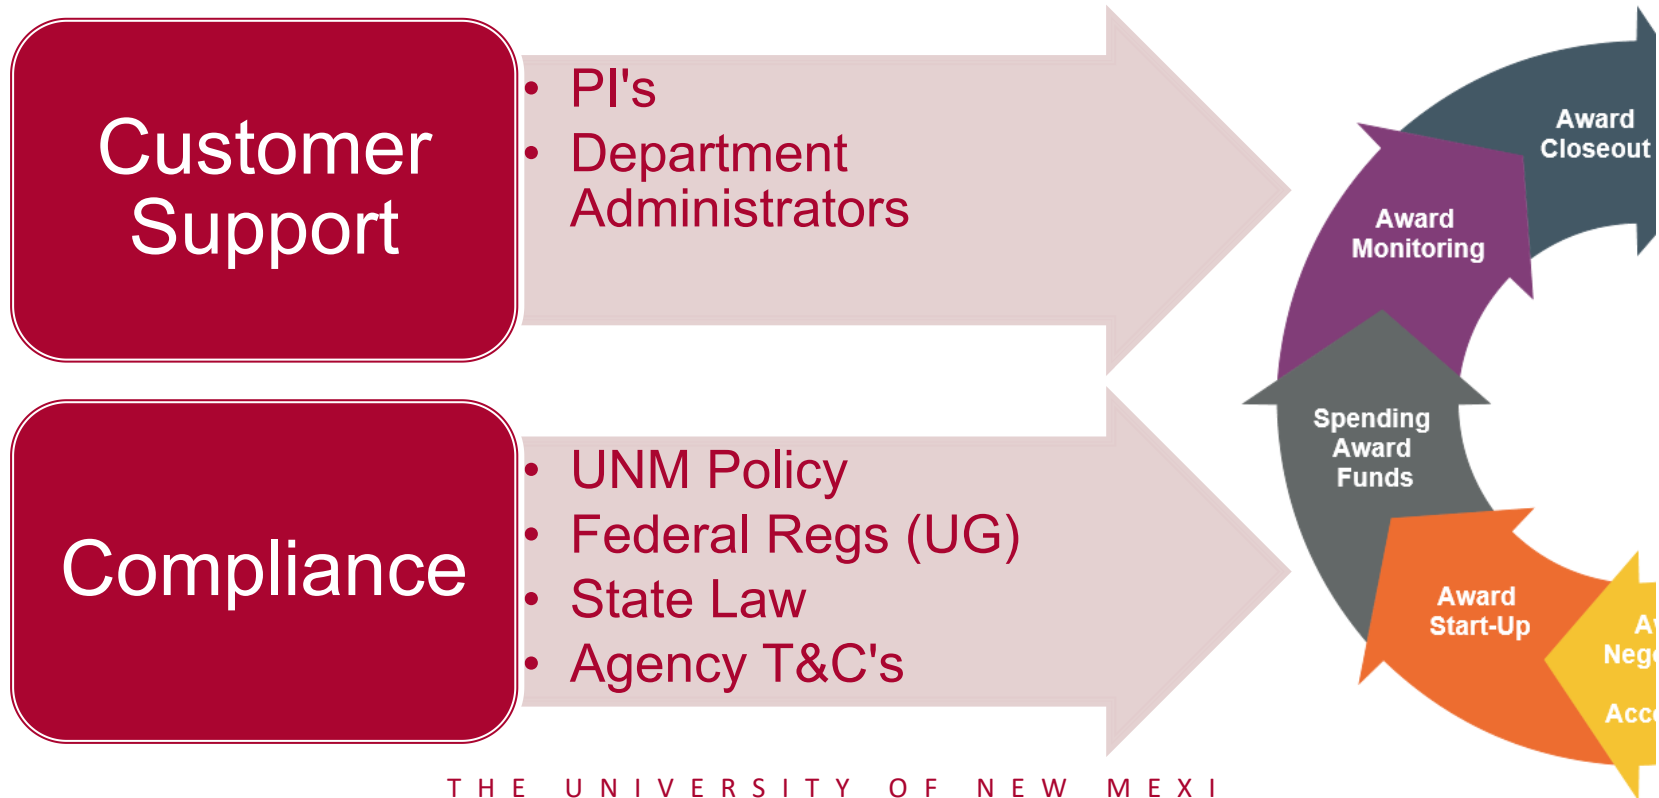 Customer
Support
• PI's
• Department
Administrators
Compliance
• UNM Policy
• Federal Regs (UG)
• State Law
• Agency T&C's
Award
Closeout
Award
Monitoring
Spending
Award
Funds
Award
Start-Up
THE UNIVERSITY OF NEW MEXI